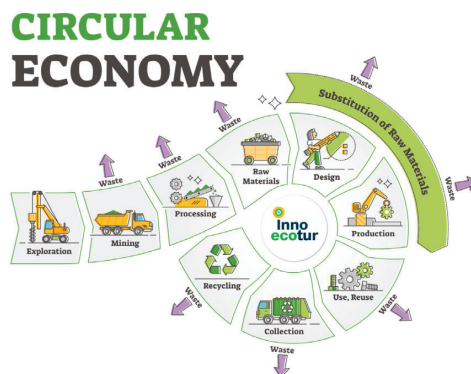 CIRCULAR
ECONOMY
Exploration
Mining
Waste
Processing
Waste
Raw
Materials
Waste
Design
Waste
Substitution of Raw Materials
Production
Waste
Use, Reuse
Waste
Collection
Waste
Recycling
Waste
Inno
ecotur